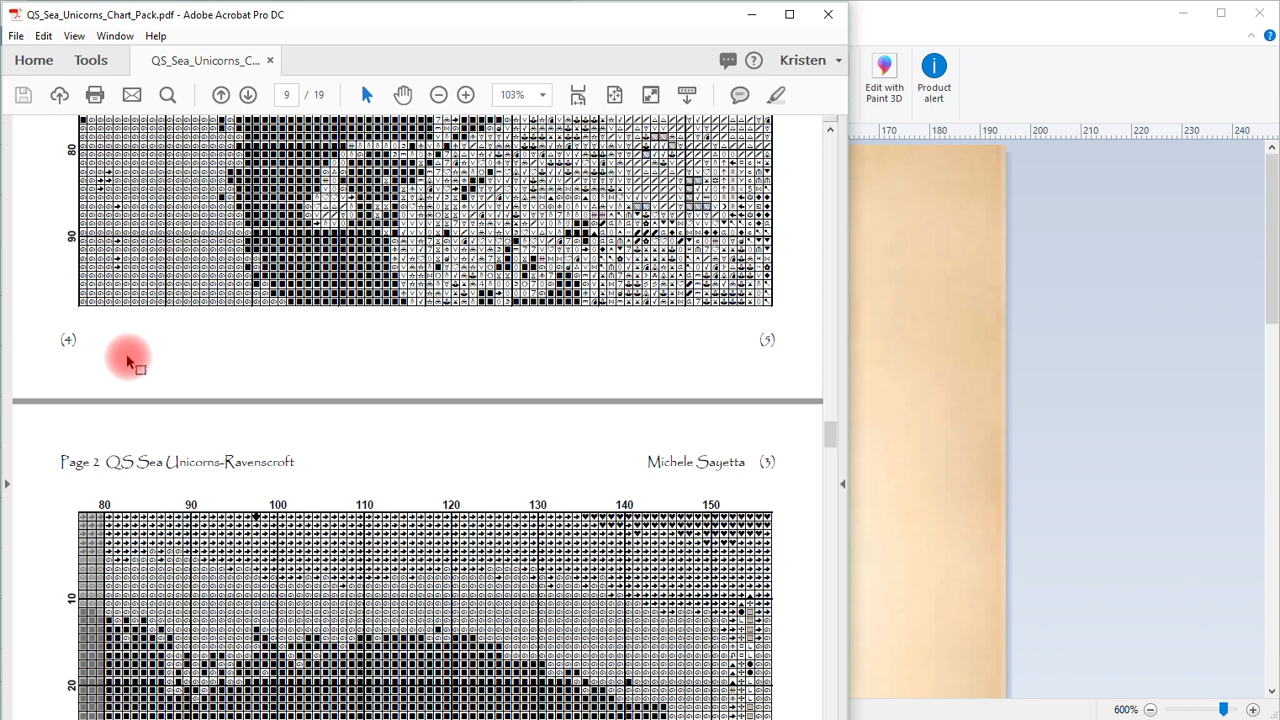 QS_Sea_Unicorns_Chart_Pack.pdf - Adobe Acrobat Pro DC
File Edit View Window Help
Home Tools QS_Sea_Unicorns_C... × Kristen
9 / 19 103%
Edit with Paint 3D
Product alert
170 180 190 200 210 220 230 240
80
90
(4) (5)
Page 2 QS Sea Unicorns-Ravenscroft Michele Sayetta (3)
80 90 100 110 120 130 140 150
10
20
600%